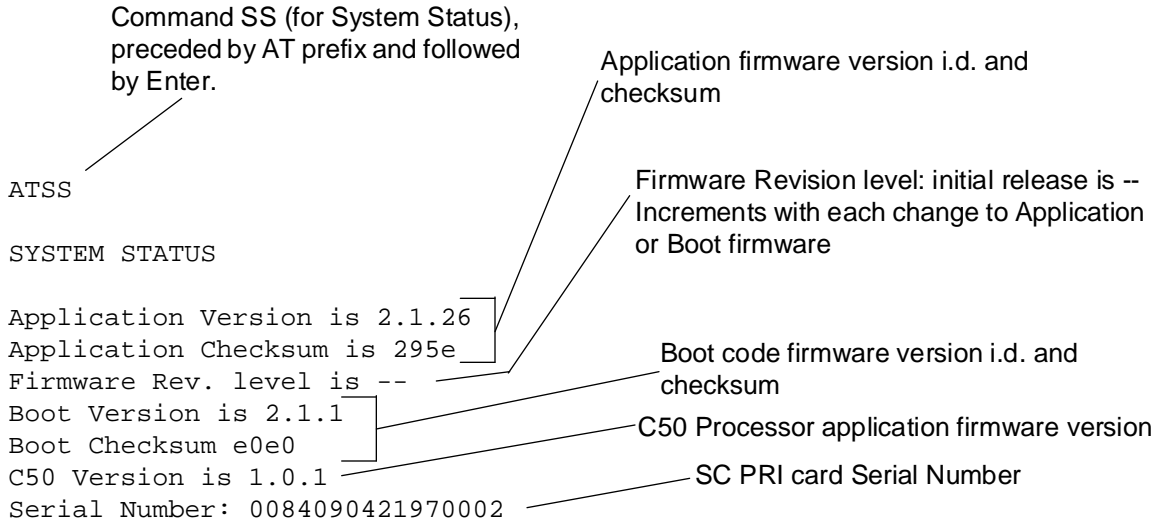 Command SS (for System Status),
preceded by AT prefix and followed
by Enter.
Application firmware version i.d. and
checksum
ATSS
Firmware Revision level: initial release is --
Increments with each change to Application
or Boot firmware
SYSTEM STATUS
Application Version is 2.1.26
Application Checksum is 295e
Firmware Rev. level is --
Boot Version is 2.1.1
Boot Checksum e0e0
C50 Version is 1.0.1
Serial Number: 0084090421970002
Boot code firmware version i.d. and
checksum
C50 Processor application firmware version
SC PRI card Serial Number